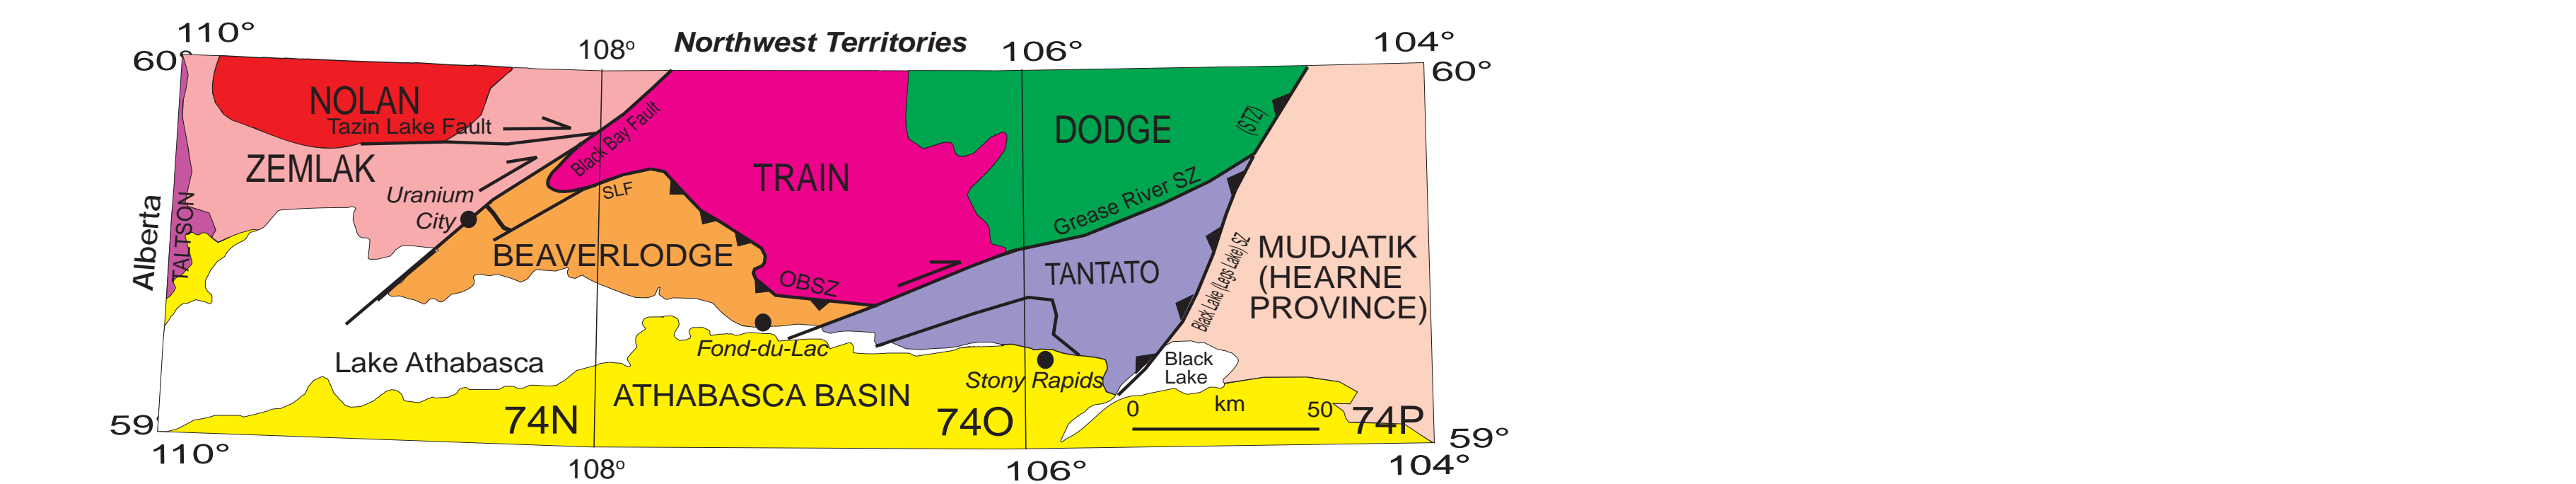 110°
108°
Northwest Territories
106°
104°
60°
60°
NOLAN
Tazin Lake Fault
ZEMLAK
Black Bay Fault
DODGE
(STZ)
TRAIN
Uranium
City
SLF
Grease River SZ
Alberta
TALTSON
BEAVERLODGE
OBSZ
TANTATO
Black Lake (Legs Lake) SZ
MUDJATIK
(HEARNE
PROVINCE)
Lake Athabasca
Fond-du-Lac
Stony Rapids
Black
Lake
ATHABASCA BASIN
74N
74O
0 km 50
74P
59
59°
110°
108°
106°
104°